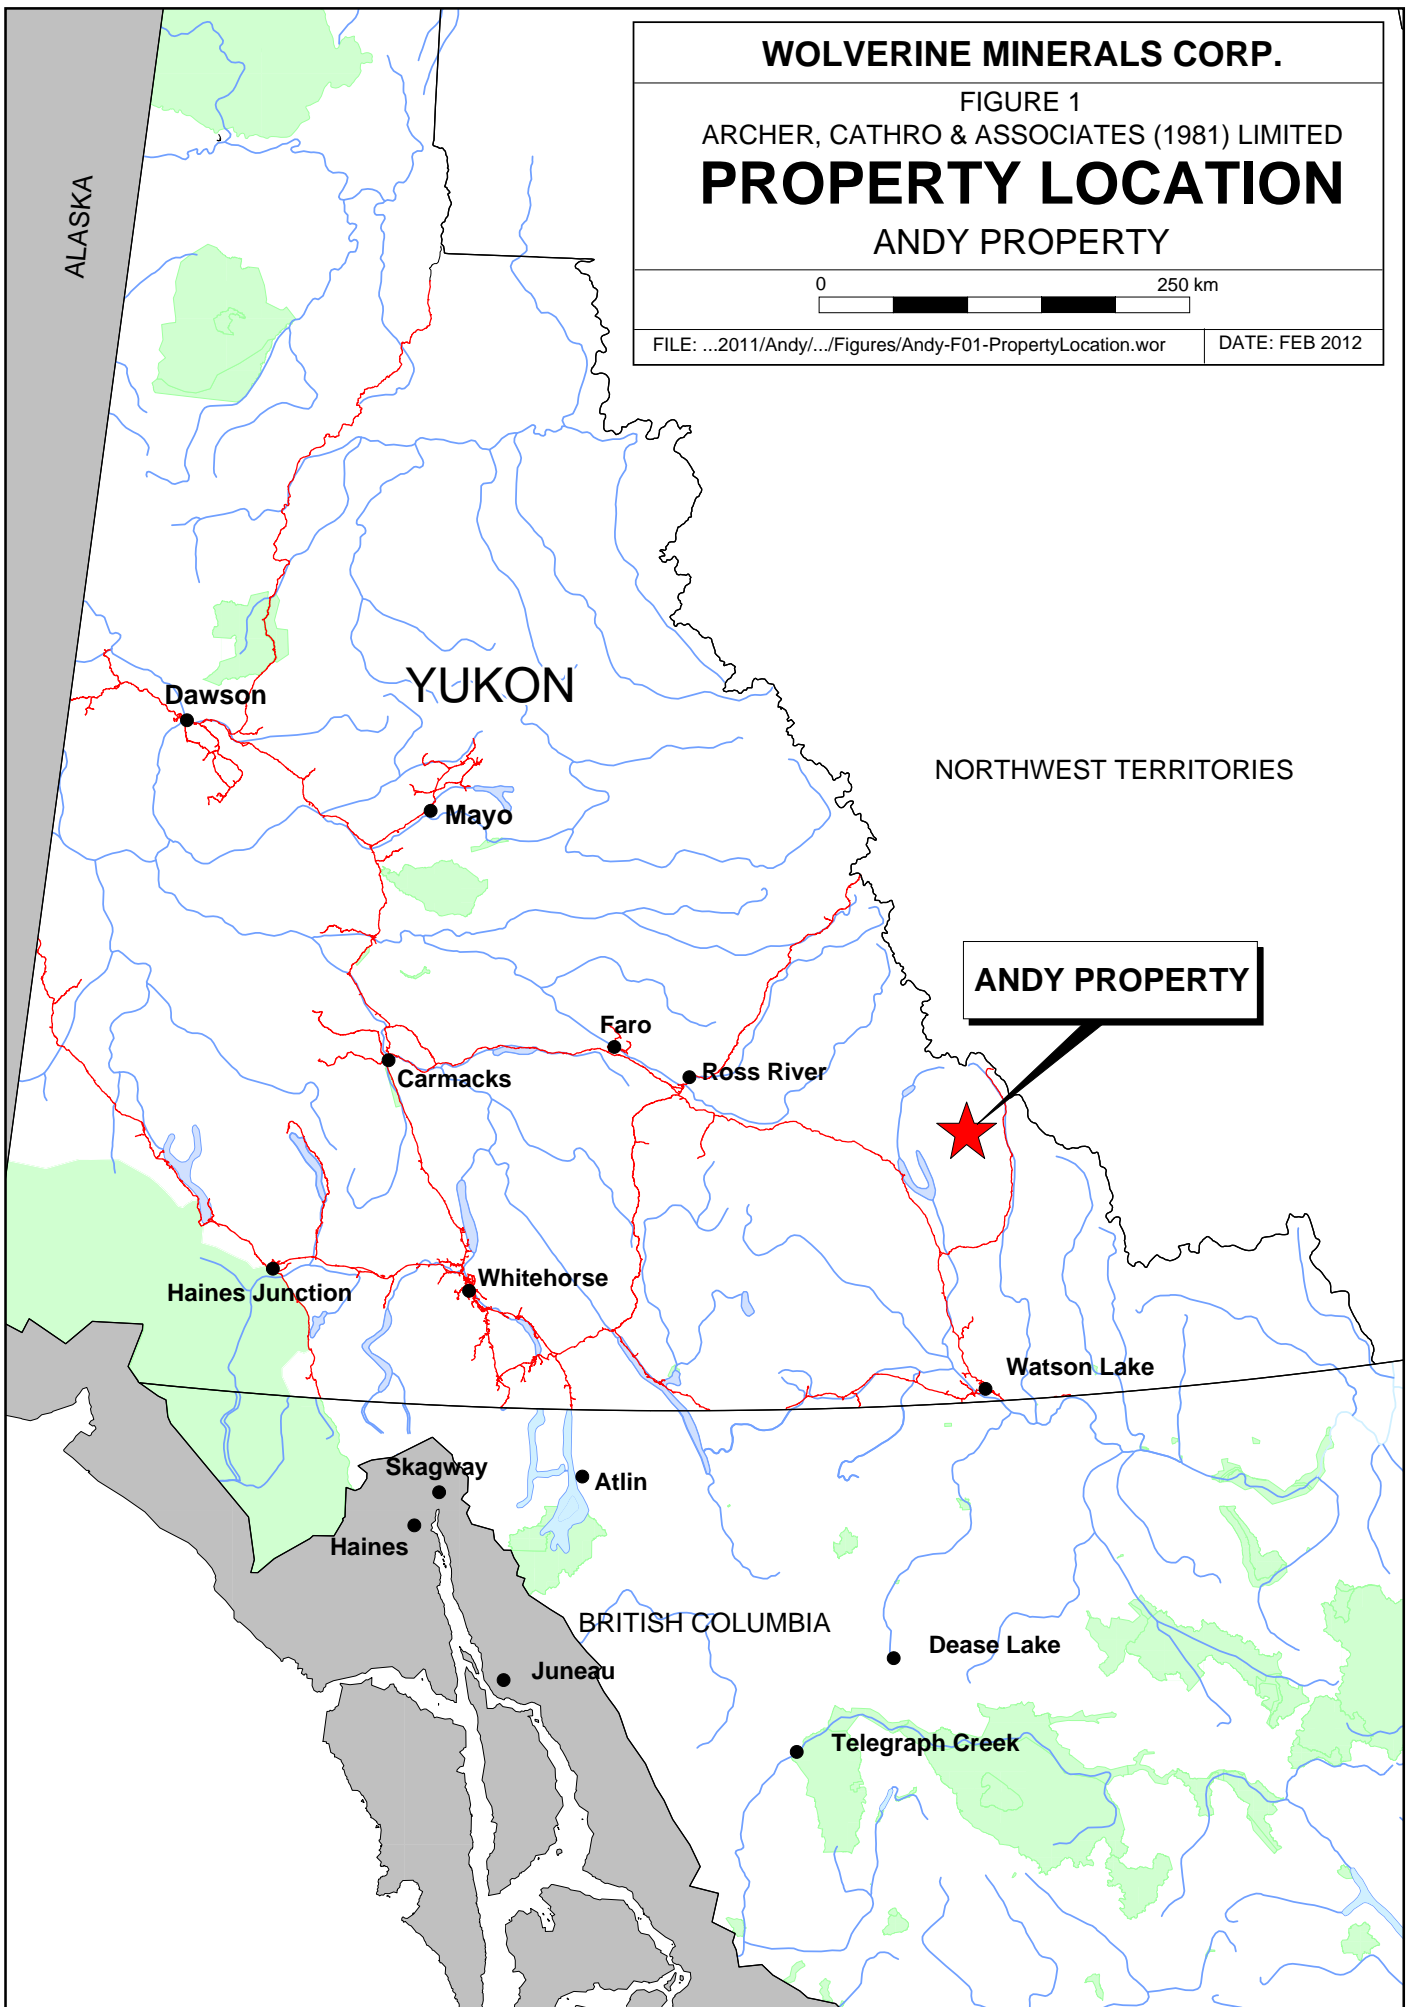 WOLVERINE MINERALS CORP.
FIGURE 1
ARCHER, CATHRO & ASSOCIATES (1981) LIMITED
PROPERTY LOCATION
ANDY PROPERTY
0
250 km
FILE: ...2011/Andy/.../Figures/Andy-F01-PropertyLocation.wor
DATE: FEB 2012
ALASKA
YUKON
Dawson
NORTHWEST TERRITORIES
Mayo
ANDY PROPERTY
Faro
Ross River
Carmacks
Whitehorse
Haines Junction
Watson Lake
Skagway
Atlin
Haines
BRITISH COLUMBIA
Dease Lake
Juneau
Telegraph Creek